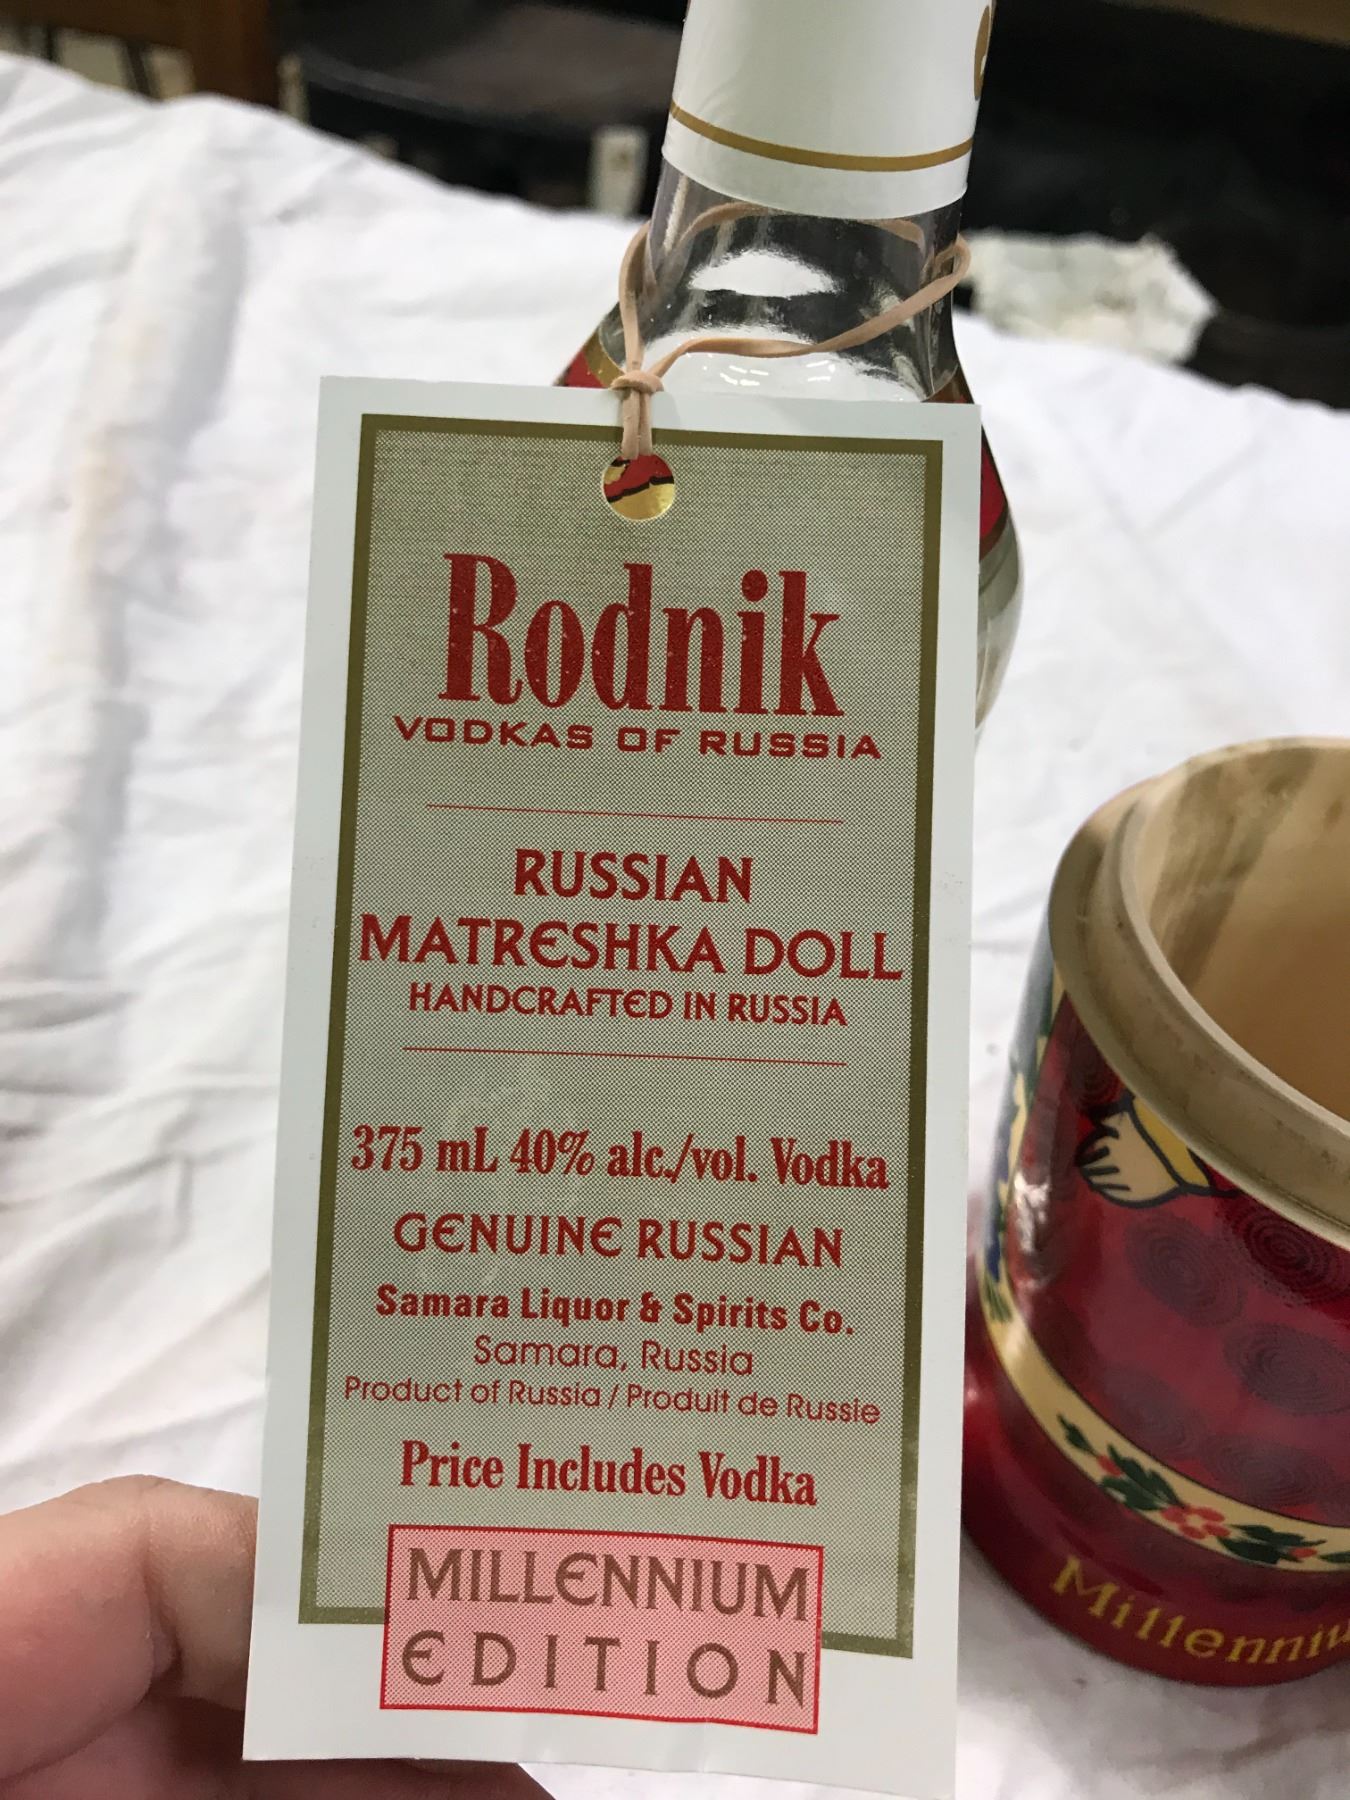 Rodnik
VODKAS OF RUSSIA
RUSSIAN
MATRESHKA DOLL
HANDCRAFTED IN RUSSIA
375 mL 40% alc./vol. Vodka
GENUINE RUSSIAN
Samara Liquor & Spirits Co.
Samara, Russia
Product of Russia / Produit de Russie
Price Includes Vodka
MILLENNIUM
EDITION
Millenniu